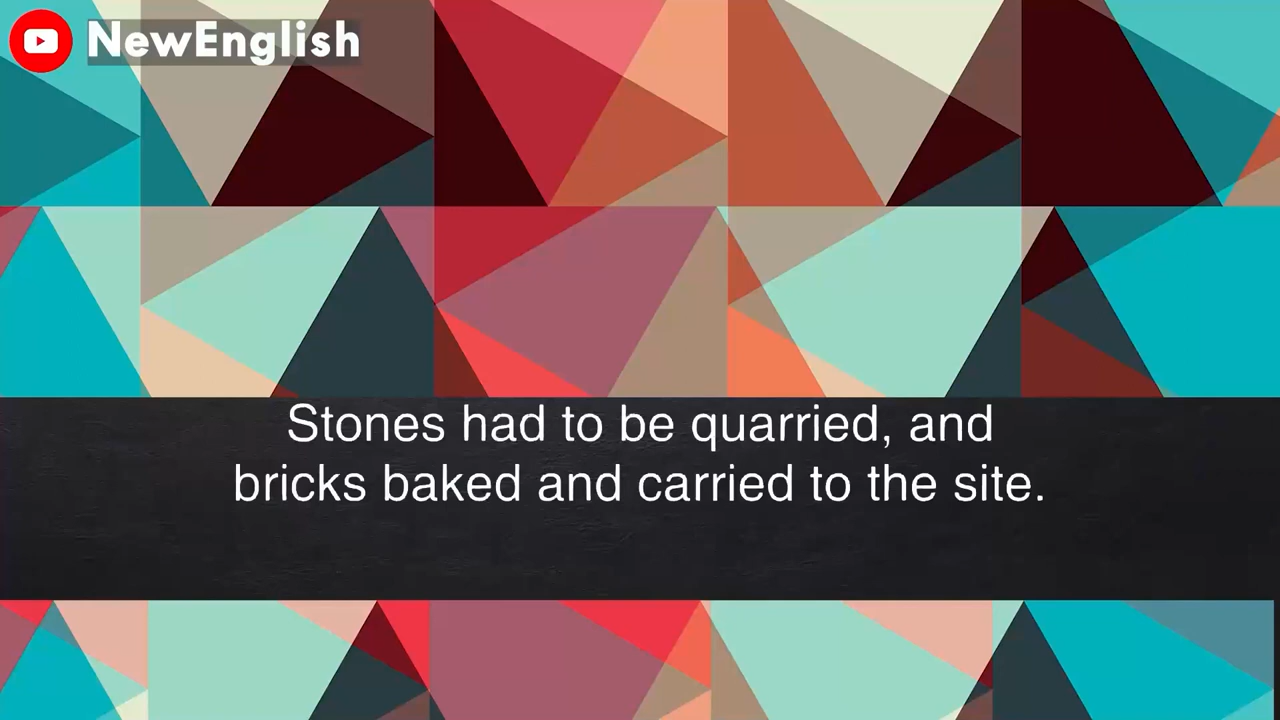 NewEnglish
Stones had to be quarried, and
bricks baked and carried to the site.